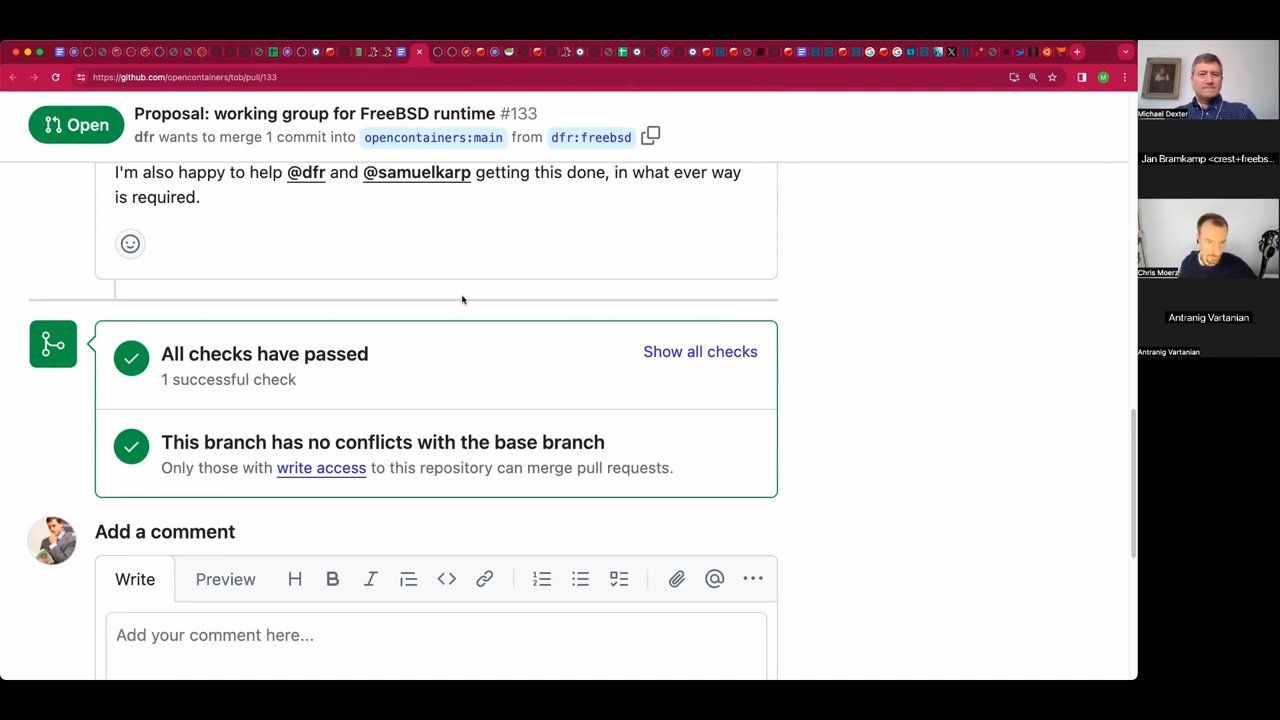 https://github.com/opencontainers/tob/pull/133
M
Open
Proposal: working group for FreeBSD runtime #133
dfr wants to merge 1 commit into opencontainers:main from dfr:freebsd
I'm also happy to help @dfr and @samuelkarp getting this done, in what ever way
is required.
All checks have passed
Show all checks
1 successful check
This branch has no conflicts with the base branch
Only those with write access to this repository can merge pull requests.
Add a comment
Write
Preview
Add your comment here...
Michael Dexter
Jan Bramkamp <crest+freebs...
Chris Moerz
Antranig Vartanian
Antranig Vartanian